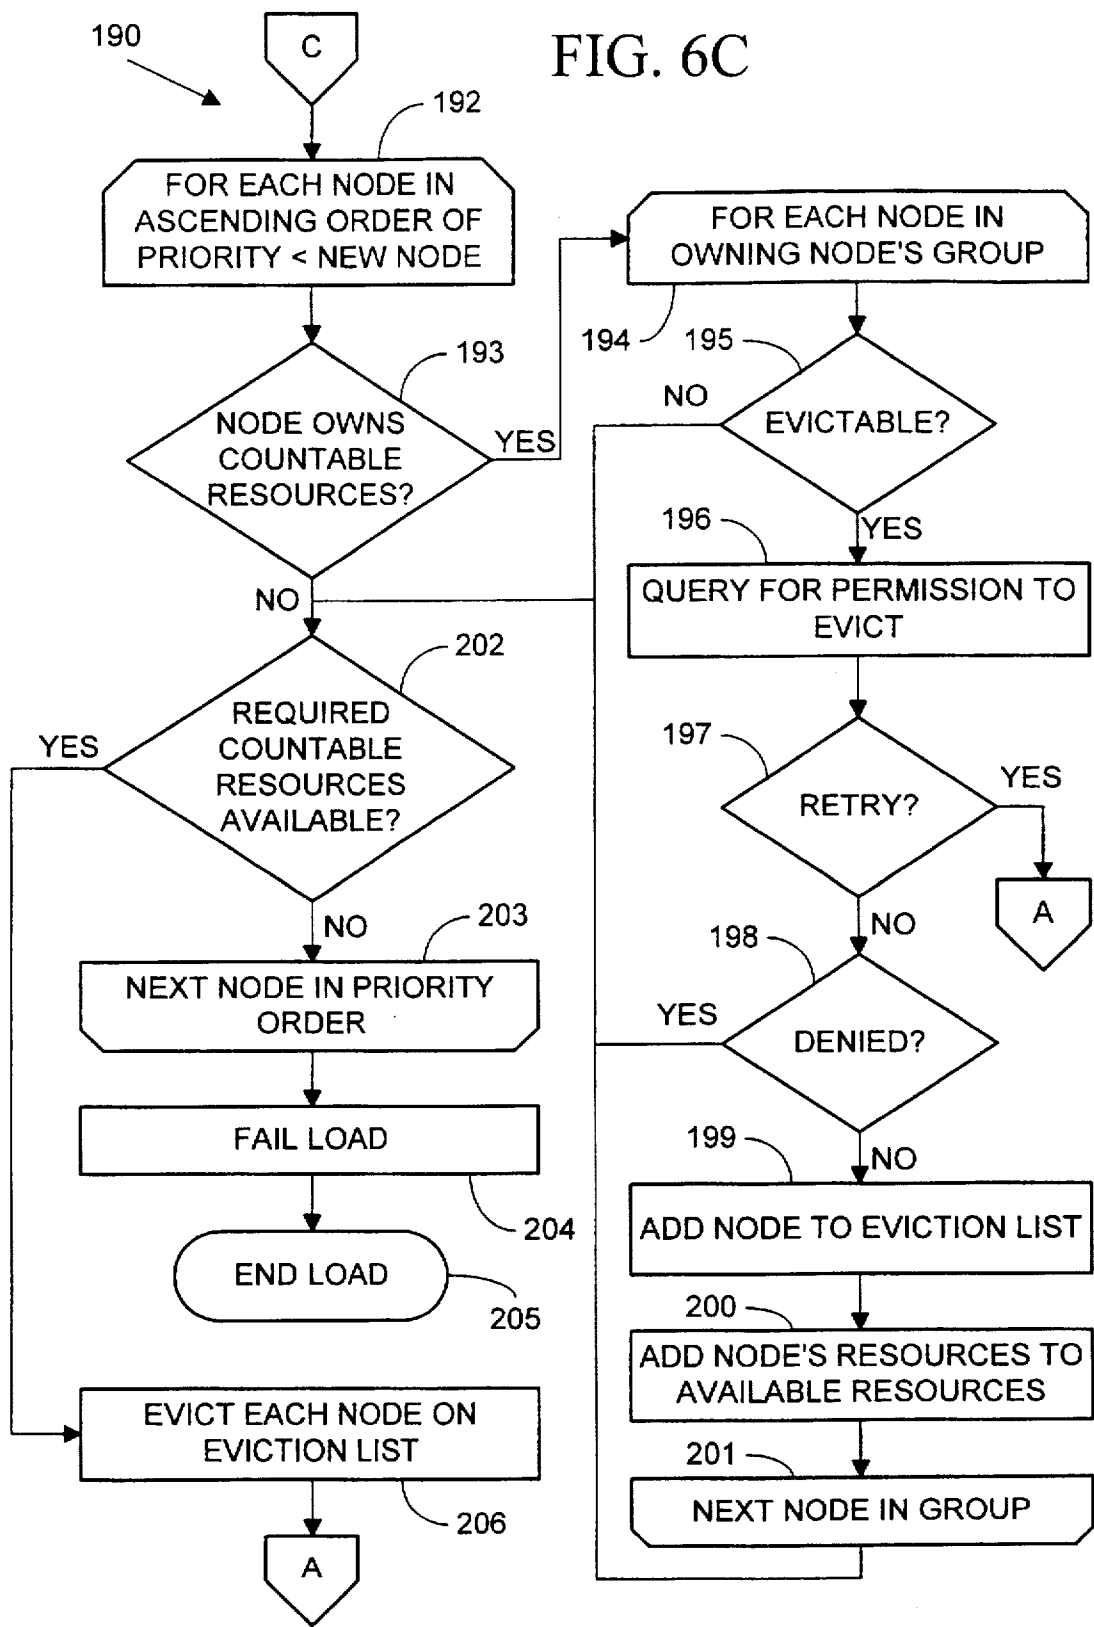 FIG. 6C
190
C
192
FOR EACH NODE IN
ASCENDING ORDER OF
PRIORITY < NEW NODE
193
NODE OWNS
COUNTABLE
RESOURCES?
YES
NO
202
REQUIRED
COUNTABLE
RESOURCES
AVAILABLE?
YES
NO
203
NEXT NODE IN PRIORITY
ORDER
FAIL LOAD
204
END LOAD
205
EVICT EACH NODE ON
EVICTION LIST
206
A
FOR EACH NODE IN
OWNING NODE'S GROUP
194
195
NO
EVICTABLE?
YES
196
QUERY FOR PERMISSION TO
EVICT
197
RETRY?
YES
A
NO
198
YES
DENIED?
199
NO
ADD NODE TO EVICTION LIST
200
ADD NODE'S RESOURCES TO
AVAILABLE RESOURCES
201
NEXT NODE IN GROUP